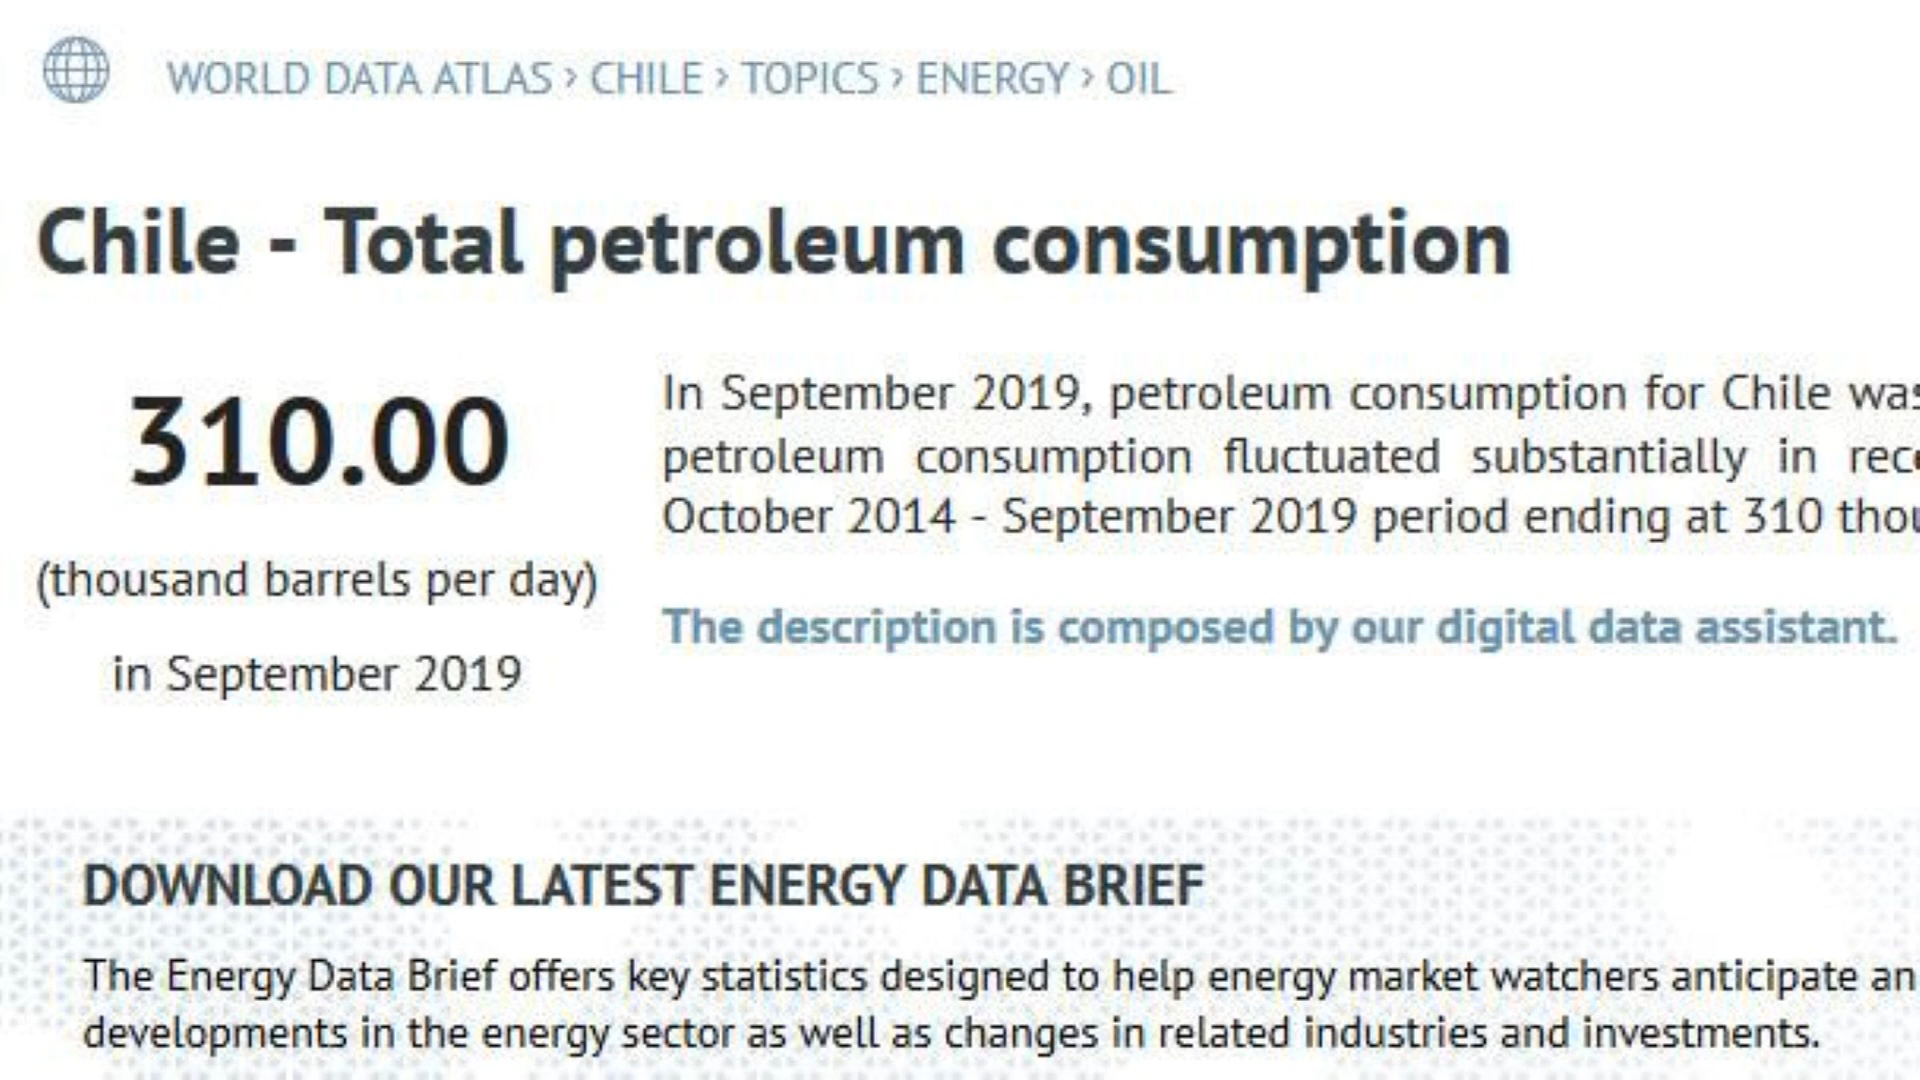 WORLD DATA ATLAS › CHILE › TOPICS › ENERGY › OIL
Chile - Total petroleum consumption
310.00
(thousand barrels per day)
in September 2019
In September 2019, petroleum consumption for Chile was
petroleum consumption fluctuated substantially in
October 2014 - September 2019 period ending at 310
The description is composed by our digital data assistant.
DOWNLOAD OUR LATEST ENERGY DATA BRIEF
The Energy Data Brief offers key statistics designed to help energy market watchers anticipate
developments in the energy sector as well as changes in related industries and investments.